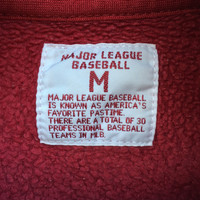 MAJOR LEAGUE
BASEBALL
M
MAJOR LEAGUE BASEBALL
IS KNOWN AS AMERICA'S
FAVORITE PASTIME.
THERE ARE A TOTAL OF 30
PROFESSIONAL BASEBALL
TEAMS IN MLB.